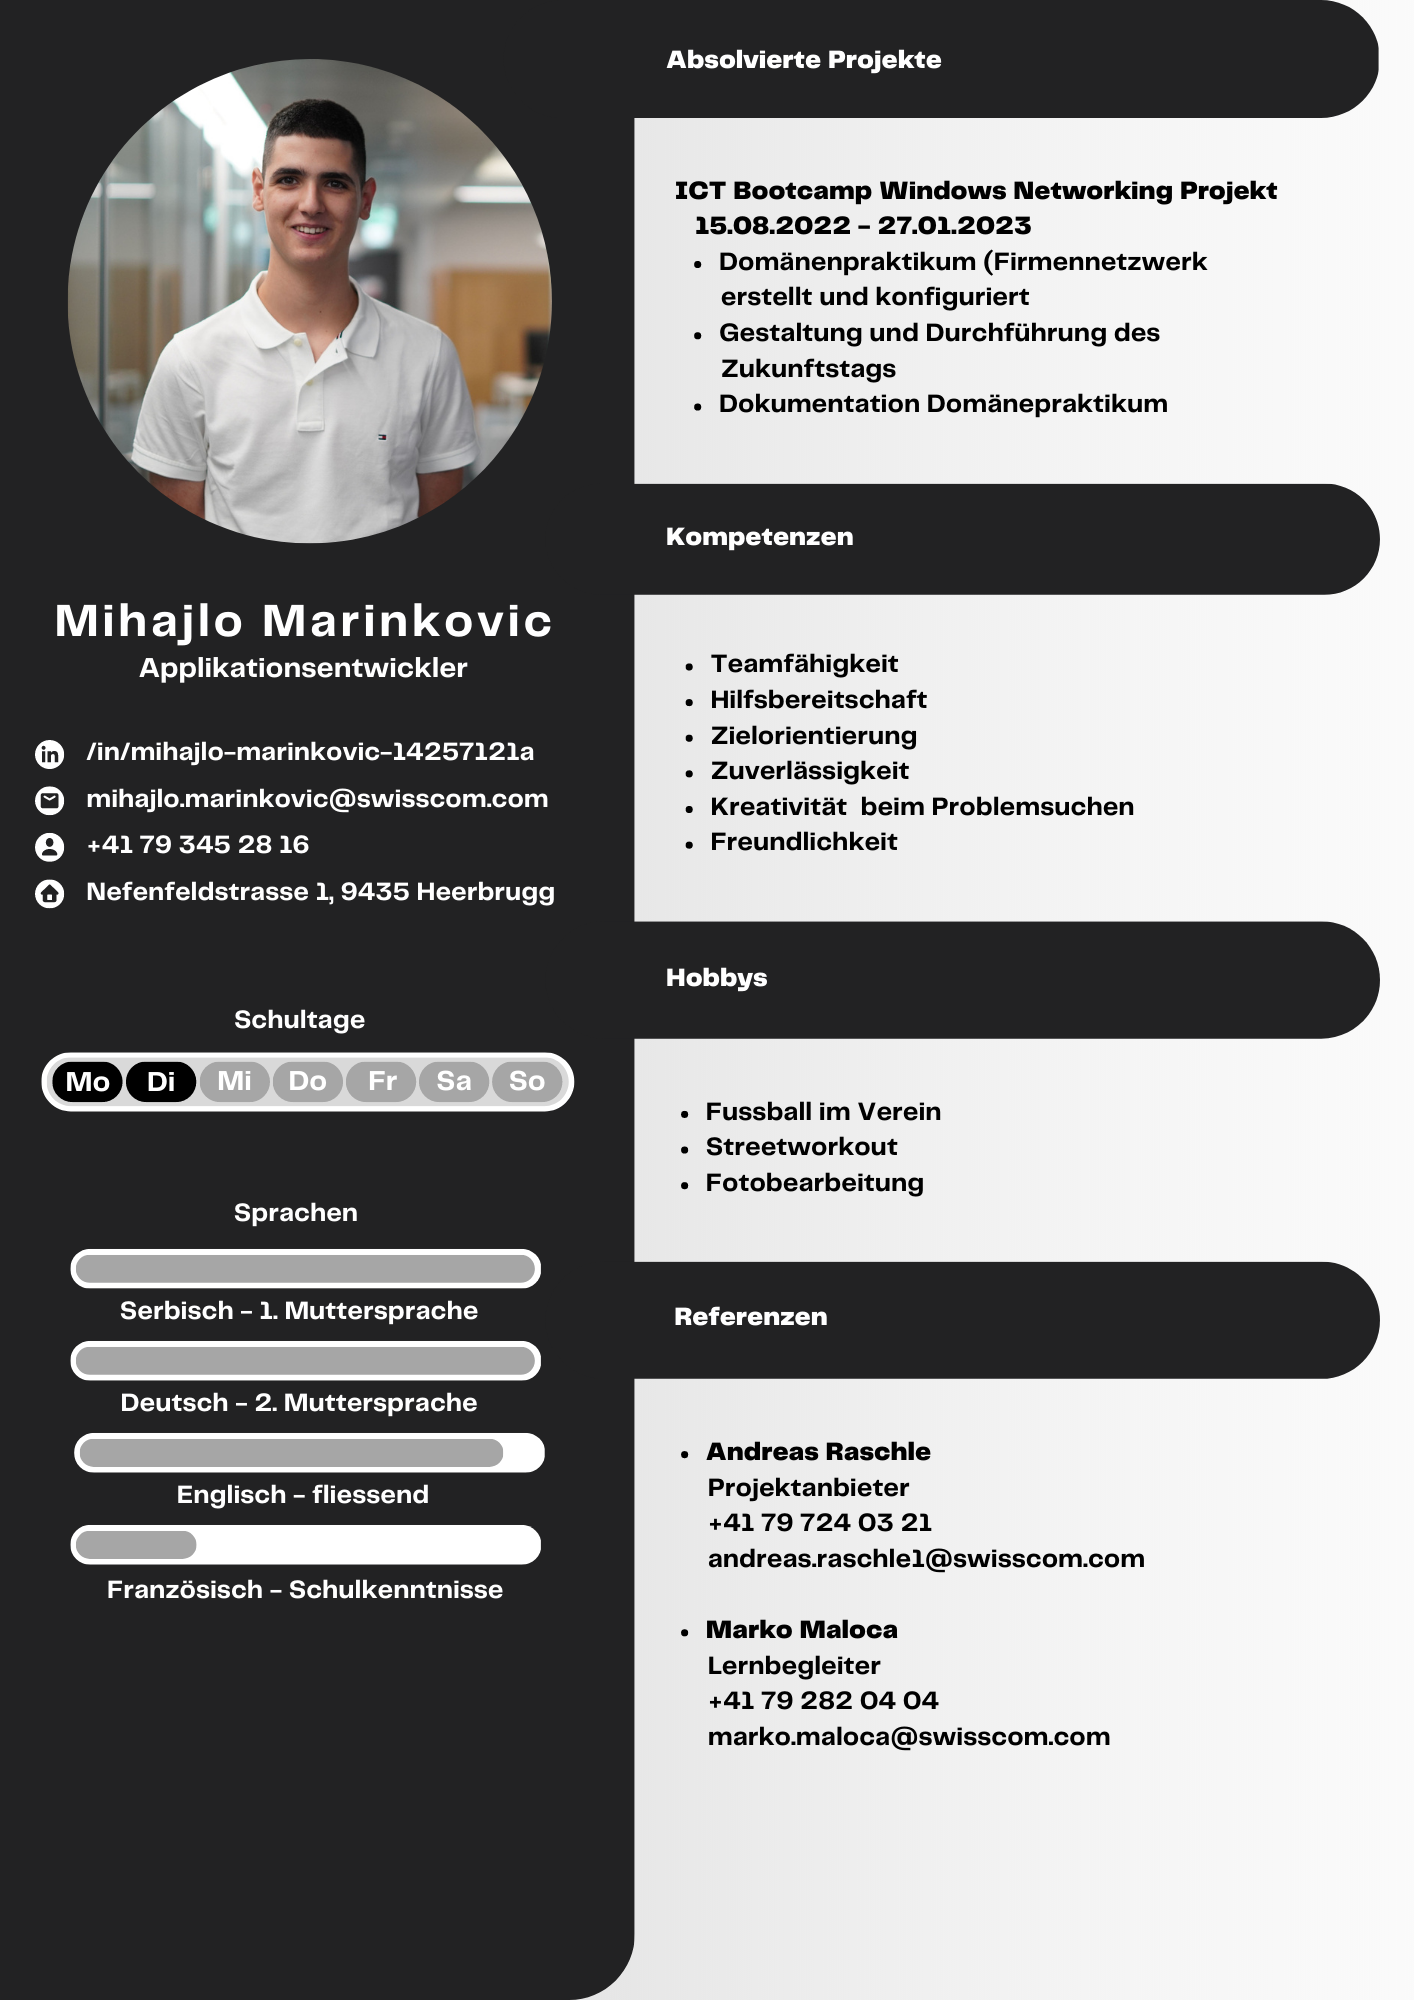 Mihajlo Marinkovic
Applikationsentwickler
/in/mihajlo-marinkovic-14257121a
mihajlo.marinkovic@swisscom.com
+41 79 345 28 16
Nefenfeldstrasse 1, 9435 Heerbrugg
Schultage
Mo Di Mi Do Fr Sa So
Sprachen
Serbisch - 1. Muttersprache
Deutsch - 2. Muttersprache
Englisch - fliessend
Französisch - Schulkenntnisse
Absolvierte Projekte
ICT Bootcamp Windows Networking Projekt
15.08.2022 - 27.01.2023
• Domänenpraktikum (Firmennetzwerk
erstellt und konfiguriert
• Gestaltung und Durchführung des
Zukunftstags
• Dokumentation Domänepraktikum
Kompetenzen
• Teamfähigkeit
• Hilfsbereitschaft
• Zielorientierung
• Zuverlässigkeit
• Kreativität  beim Problemsuchen
• Freundlichkeit
Hobbys
• Fussball im Verein
• Streetworkout
• Fotobearbeitung
Referenzen
• Andreas Raschle
Projektanbieter
+41 79 724 03 21
andreas.raschle1@swisscom.com
• Marko Maloca
Lernbegleiter
+41 79 282 04 04
marko.maloca@swisscom.com